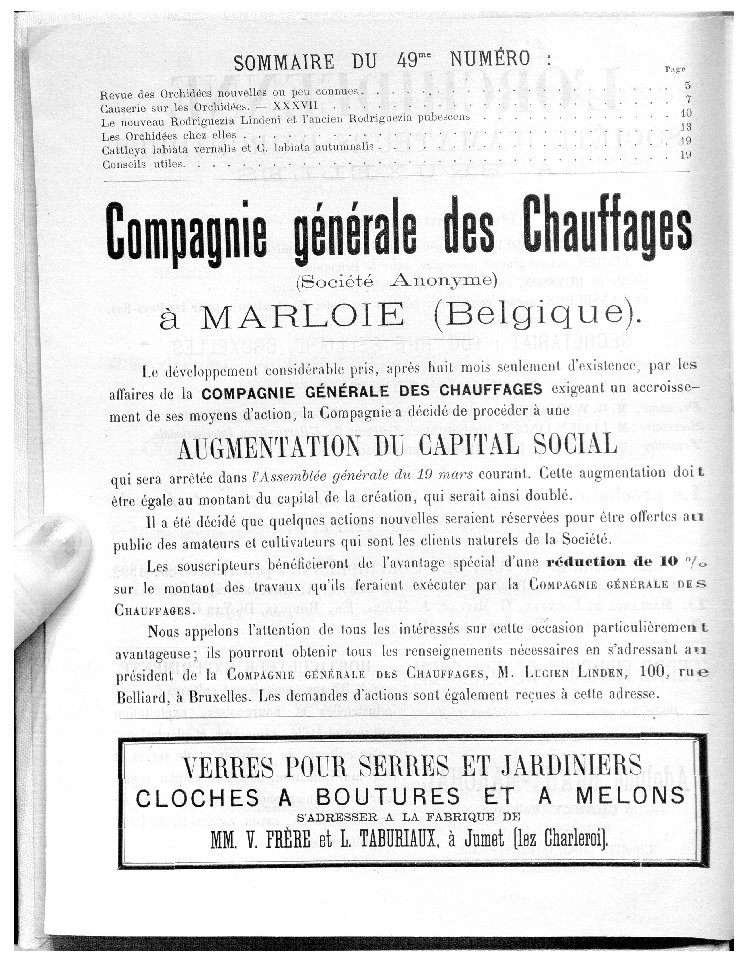 SOMMAIRE DU 49me NUMÉRO :
Page
Revue des Orchidées nouvelles ou peu connues. . . . . . . . . . . . . . . . . . 5
Causerie sur les Orchidées. — XXXVII . . . . . . . . . . . . . . . . . . . . 7
Le nouveau Rodriguezia Lindeni et l'ancien Rodriguezia pubescens . . . . . . . . . 10
Les Orchidées chez elles . . . . . . . . . . . . . . . . . . . . . . . . 13
Cattleya labiata vernalis et C. labiata autumnalis . . . . . . . . . . . . . . . . 19
Conseils utiles. . . . . . . . . . . . . . . . . . . . . . . . . . . . 19
Compagnie générale des Chauffages
(Société Anonyme)
à MARLOIE (Belgique).
Le développement considérable pris, après huit mois seulement d'existence, par les
affaires de la COMPAGNIE GÉNÉRALE DES CHAUFFAGES exigeant un accroisse-
ment de ses moyens d'action, la Compagnie a décidé de procéder à une
AUGMENTATION DU CAPITAL SOCIAL
qui sera arrêtée dans l'Assemblée générale du 19 mars courant. Cette augmentation doit
être égale au montant du capital de la création, qui serait ainsi doublé.
Il a été décidé que quelques actions nouvelles seraient réservées pour être offertes au
public des amateurs et cultivateurs qui sont les clients naturels de la Société.
Les souscripteurs bénéficieront de l'avantage spécial d'une réduction de 10 %
sur le montant des travaux qu'ils feraient exécuter par la COMPAGNIE GÉNÉRALE DES
CHAUFFAGES.
Nous appelons l'attention de tous les intéressés sur cette occasion particulièrement
avantageuse ; ils pourront obtenir tous les renseignements nécessaires en s'adressant au
président de la COMPAGNIE GÉNÉRALE DES CHAUFFAGES, M. LUCIEN LINDEN, 100, rue
Belliard, à Bruxelles. Les demandes d'actions sont également reçues à cette adresse.
VERRES POUR SERRES ET JARDINIERS
CLOCHES A BOUTURES ET A MELONS
S'ADRESSER A LA FABRIQUE DE
MM. V. FRÈRE et L. TABURIAUX, à Jumet (lez Charleroi).